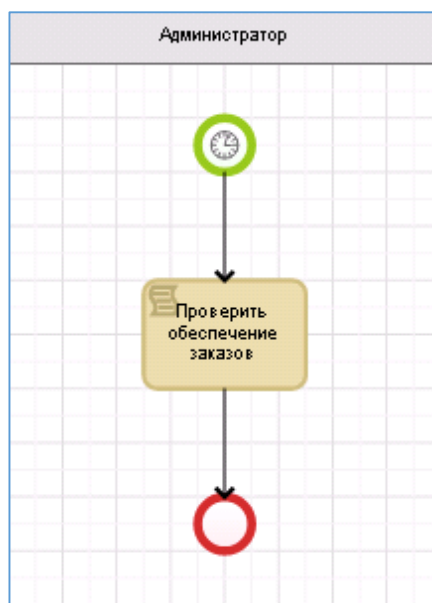 Администратор
Проверить
обеспечение
заказов